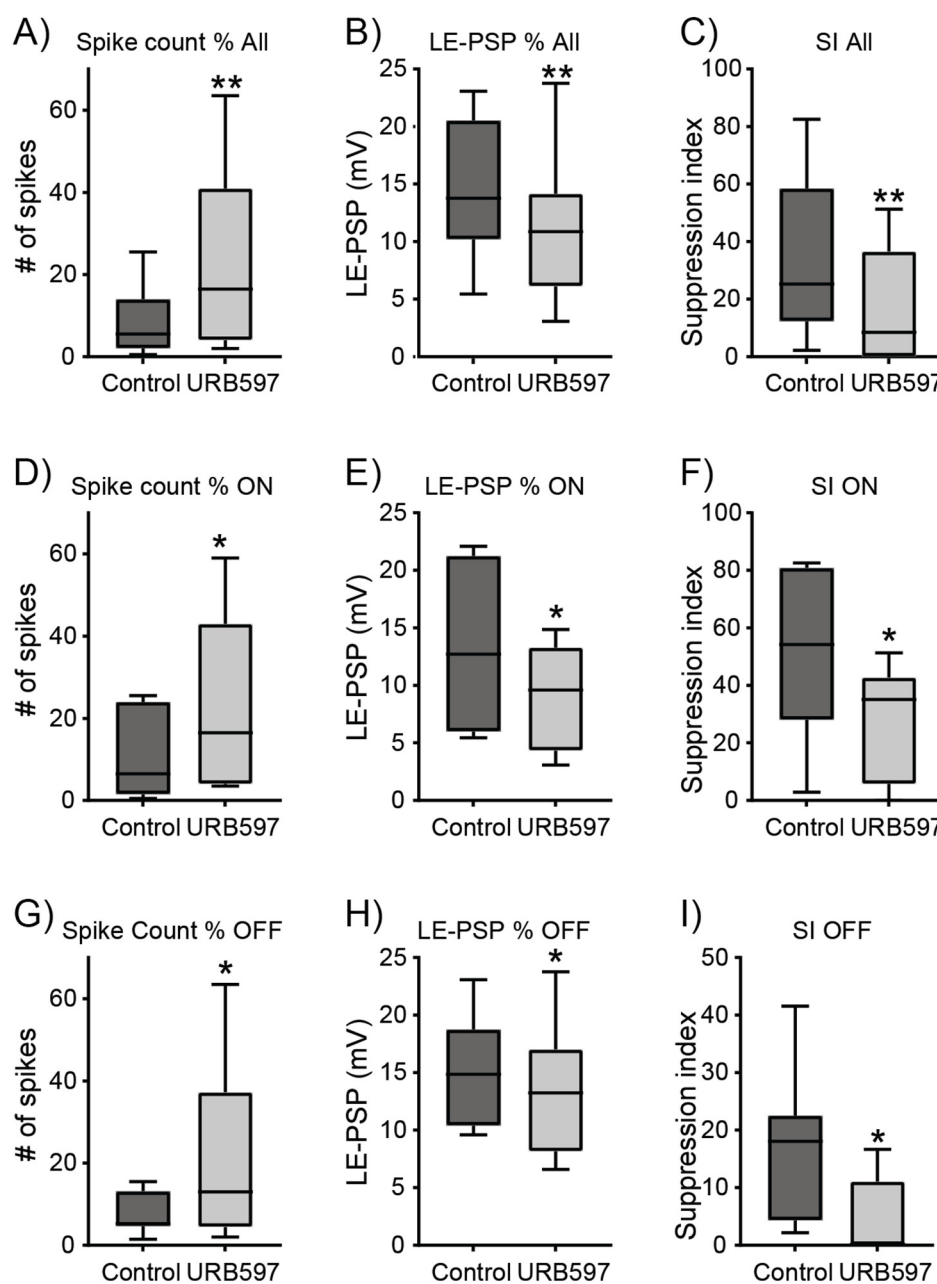 A) Spike count % All
**
# of spikes
60
40
20
0
Control URB597
B) LE-PSP % All
**
LE-PSP (mV)
25
20
15
10
5
0
Control URB597
C) SI All
**
Suppression index
100
80
60
40
20
0
Control URB597
D) Spike count % ON
*
# of spikes
60
40
20
0
Control URB597
E) LE-PSP % ON
*
LE-PSP (mV)
25
20
15
10
5
0
Control URB597
F) SI ON
*
Suppression index
100
80
60
40
20
0
Control URB597
G) Spike Count % OFF
*
# of spikes
60
40
20
0
Control URB597
H) LE-PSP % OFF
*
LE-PSP (mV)
25
20
15
10
5
0
Control URB597
I) SI OFF
*
Suppression index
50
40
30
20
10
0
Control URB597